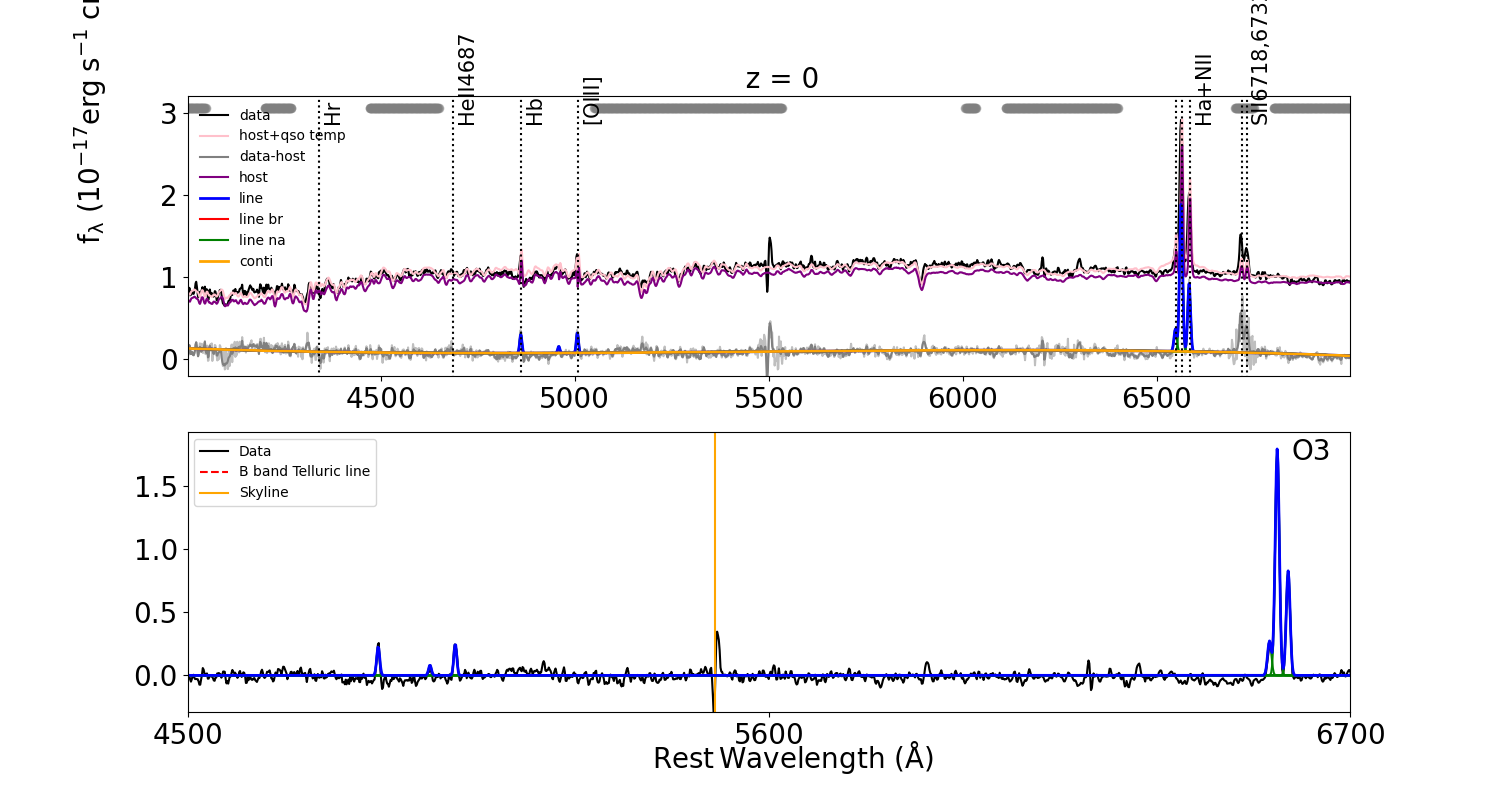 z = 0
f_λ (10^{-17} erg s^{-1} c
Hr
HeII4687
Hb
[OIII]
Ha+NII
SII6718,673
3
2
1
0
data
host+qso temp
data-host
host
line
line br
line na
conti
4500
5000
5500
6000
6500
Data
B band Telluric line
Skyline
O3
1.5
1.0
0.5
0.0
4500
5600
6700
Rest Wavelength (Å)